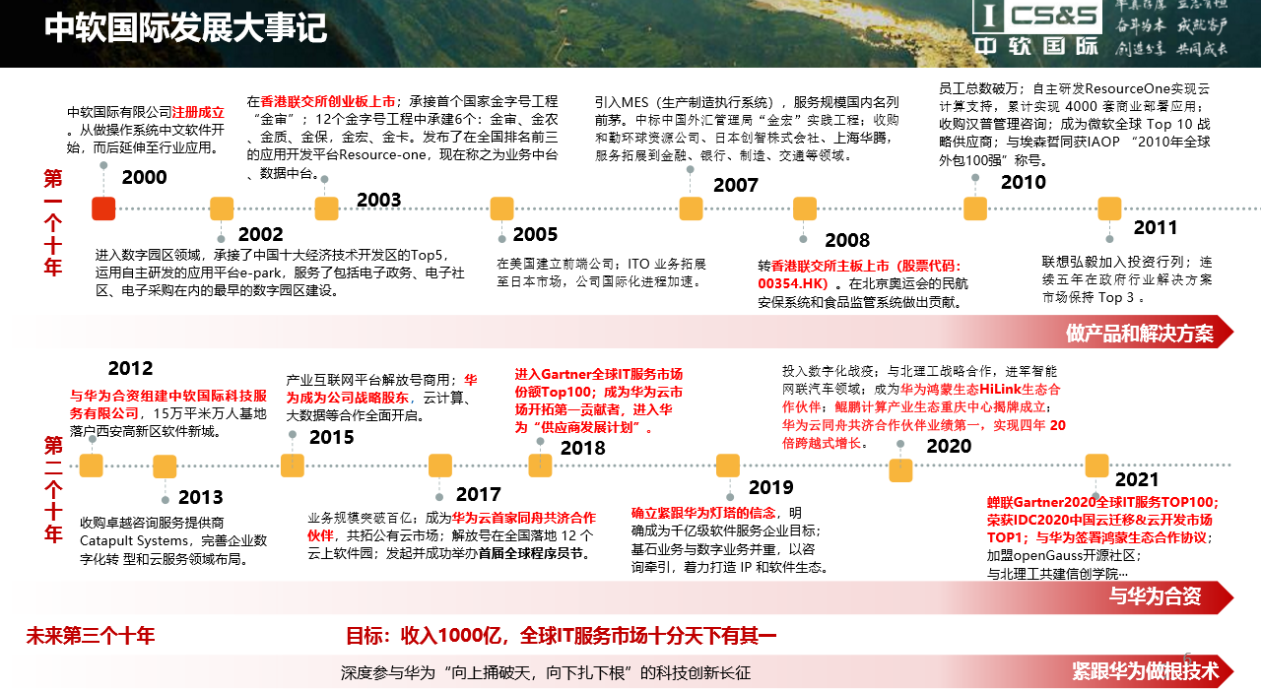 中软国际发展大事记
CS&S
中软国际
奋斗为本 成就客户
创造分享 共同成长
中软国际有限公司注册成立
。从做操作系统中文软件开
始，而后延伸至行业应用。
在香港联交所创业板上市；承接首个国家金字号工程
“金审”；12个金字号工程中承建6个：金审、金农
、金质、金保，金宏、金卡。发布了在全国排名前三
的应用开发平台Resource-one，现在称之为业务中台
、数据中台。
引入MES（生产制造执行系统），服务规模国内名列
前茅。中标中国外汇管理局“金宏”实践工程；收购
和勤环球资源公司、日本创智株式会社、上海华腾，
服务拓展到金融、银行、制造、交通等领域。
员工总数破万；自主研发ResourceOne实现云
计算支持，累计实现 4000 套商业部署应用；
收购汉普管理咨询；成为微软全球 Top 10 战
略供应商；与埃森哲同获IAOP “2010年全球
外包100强”称号。
第一个十年
2000
2003
2007
2010
2002
2005
2008
2011
进入数字园区领域，承接了中国十大经济技术开发区的Top5，
运用自主研发的应用平台e-park，服务了包括电子政务、电子社
区、电子采购在内的最早的数字园区建设。
在美国建立前端公司；ITO 业务拓展
至日本市场，公司国际化进程加速。
转香港联交所主板上市（股票代码：
00354.HK）。在北京奥运会的民航
安保系统和食品监管系统做出贡献。
联想弘毅加入投资行列；连
续五年在政府行业解决方案
市场保持 Top 3 。
做产品和解决方案
2012
与华为合资组建中软国际科技服
务有限公司，15万平米万人基地
落户西安高新区软件新城。
产业互联网平台解放号商用；华
为成为公司战略股东，云计算、
大数据等合作全面开启。
2015
进入Gartner全球IT服务市场
份额Top100；成为华为云市
场开拓第一贡献者，进入华
为“供应商发展计划”。
2018
投入数字化战疫；与北理工战略合作，进军智能
网联汽车领域；成为华为鸿蒙生态HiLink生态合
作伙伴；鲲鹏计算产业生态重庆中心揭牌成立；
华为云同舟共济合作伙伴业绩第一，实现四年 20
倍跨越式增长。
2020
第二个十年
2013
收购卓越咨询服务提供商
Catapult Systems，完善企业数
字化转 型和云服务领域布局。
2017
业务规模突破百亿；成为华为云首家同舟共济合作
伙伴，共拓公有云市场；解放号在全国落地 12 个
云上软件园；发起并成功举办首届全球程序员节。
2019
确立紧跟华为灯塔的信念，明
确成为千亿级软件服务企业目标；
基石业务与数字业务并重，以咨
询牵引，着力打造 IP 和软件生态。
2021
蝉联Gartner2020全球IT服务TOP100；
荣获IDC2020中国云迁移&云开发市场
TOP1；与华为签署鸿蒙生态合作协议；
加盟openGauss开源社区；
与北理工共建信创学院…
与华为合资
未来第三个十年
目标：收入1000亿，全球IT服务市场十分天下有其一
深度参与华为“向上捅破天，向下扎下根”的科技创新长征
紧跟华为做根技术